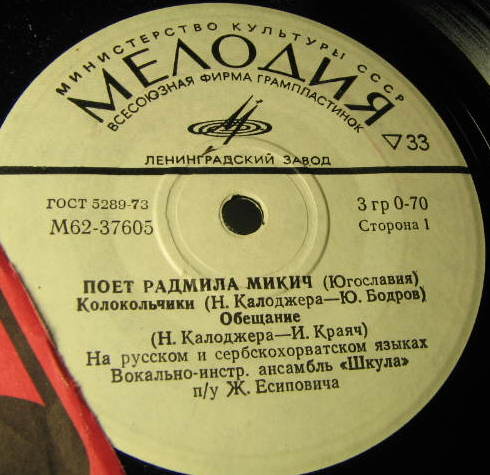 МИНИСТЕРСТВО КУЛЬТУРЫ СССР
МЕЛОДИЯ
ВСЕСОЮЗНАЯ ФИРМА ГРАМПЛАСТИНОК
33
ЛЕНИНГРАДСКИЙ ЗАВОД
ГОСТ 5289-73
3 гр 0-70
М62-37605
Сторона 1
ПОЕТ РАДМИЛА МИКИЧ (Югославия)
Колокольчики (Н. Калоджера—Ю. Бодров)
Обещание
(Н. Калоджера—И. Краяч)
На русском и сербскохорватском языках
Вокально-инстр. ансамбль «Шкула»
п/у Ж. Есиповича